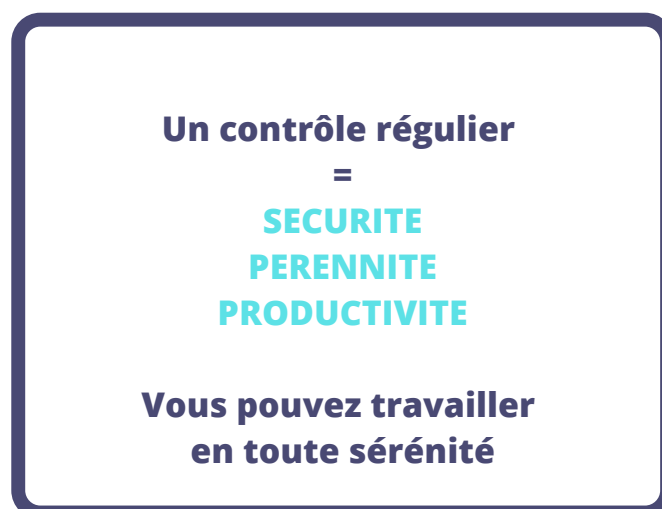 Un contrôle régulier
=
SECURITE
PERENNITE
PRODUCTIVITE
Vous pouvez travailler
en toute sérénité